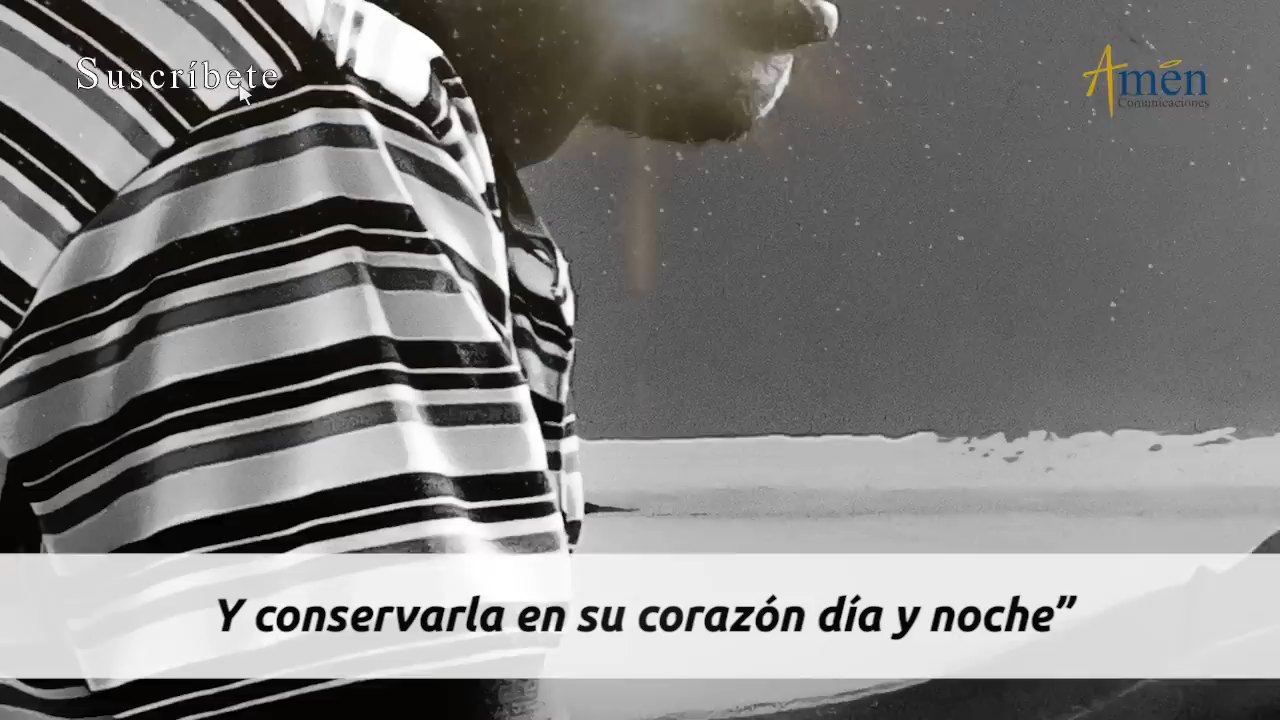 Suscríbete
Amén
Comunicaciones
Y conservarla en su corazón día y noche”